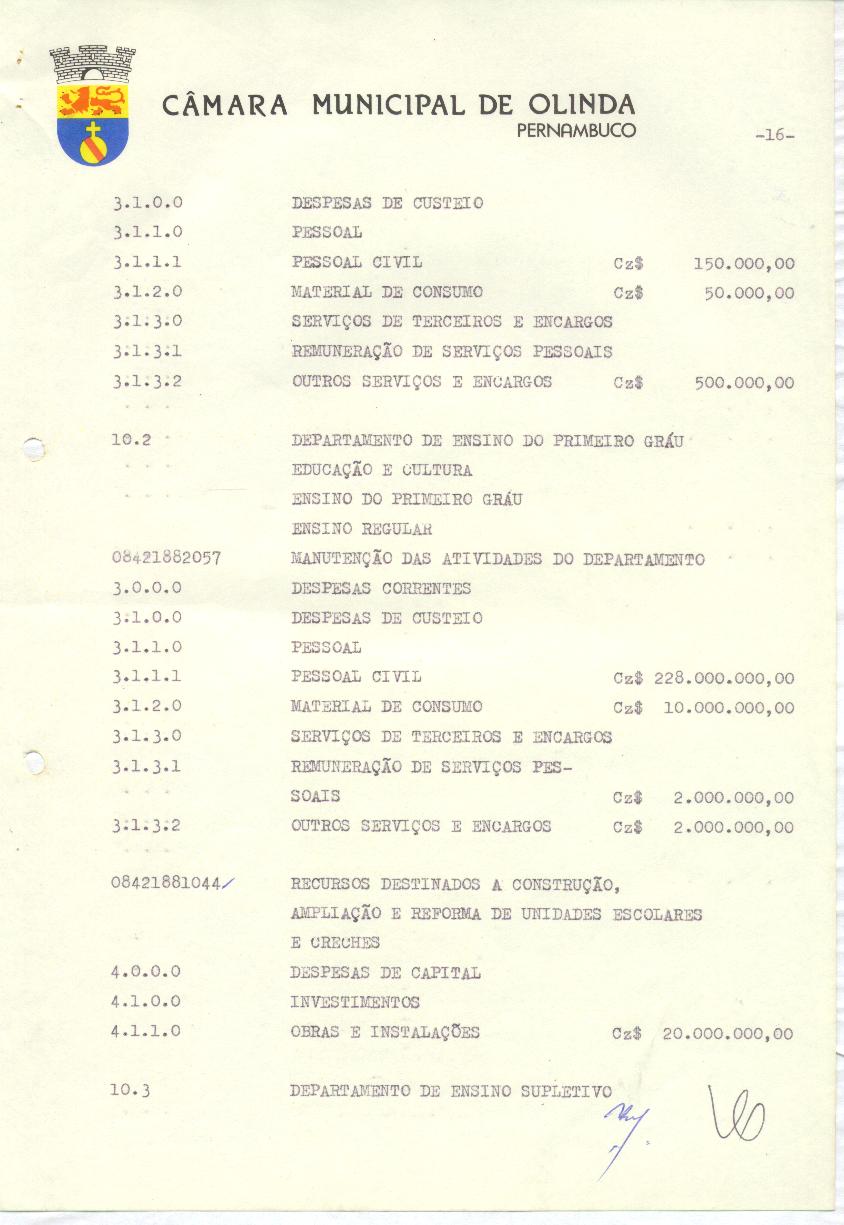 CÂMARA MUNICIPAL DE OLINDA
PERNAMBUCO
-16-
3.1.0.0 DESPESAS DE CUSTEIO
3.1.1.0 PESSOAL
3.1.1.1 PESSOAL CIVIL Cz$ 150.000,00
3.1.2.0 MATERIAL DE CONSUMO Cz$ 50.000,00
3.1.3.0 SERVIÇOS DE TERCEIROS E ENCARGOS
3.1.3.1 REMUNERAÇÃO DE SERVIÇOS PESSOAIS
3.1.3.2 OUTROS SERVIÇOS E ENCARGOS Cz$ 500.000,00
10.2 DEPARTAMENTO DE ENSINO DO PRIMEIRO GRÁU
EDUCAÇÃO E CULTURA
ENSINO DO PRIMEIRO GRÁU
ENSINO REGULAR
08421882057 MANUTENÇÃO DAS ATIVIDADES DO DEPARTAMENTO
3.0.0.0 DESPESAS CORRENTES
3.1.0.0 DESPESAS DE CUSTEIO
3.1.1.0 PESSOAL
3.1.1.1 PESSOAL CIVIL Cz$ 228.000.000,00
3.1.2.0 MATERIAL DE CONSUMO Cz$ 10.000.000,00
3.1.3.0 SERVIÇOS DE TERCEIROS E ENCARGOS
3.1.3.1 REMUNERAÇÃO DE SERVIÇOS PES-
SOAIS Cz$ 2.000.000,00
3.1.3.2 OUTROS SERVIÇOS E ENCARGOS Cz$ 2.000.000,00
08421881044 RECURSOS DESTINADOS A CONSTRUÇÃO,
AMPLIAÇÃO E REFORMA DE UNIDADES ESCOLARES
E CRECHES
4.0.0.0 DESPESAS DE CAPITAL
4.1.0.0 INVESTIMENTOS
4.1.1.0 OBRAS E INSTALAÇÕES Cz$ 20.000.000,00
10.3 DEPARTAMENTO DE ENSINO SUPLETIVO